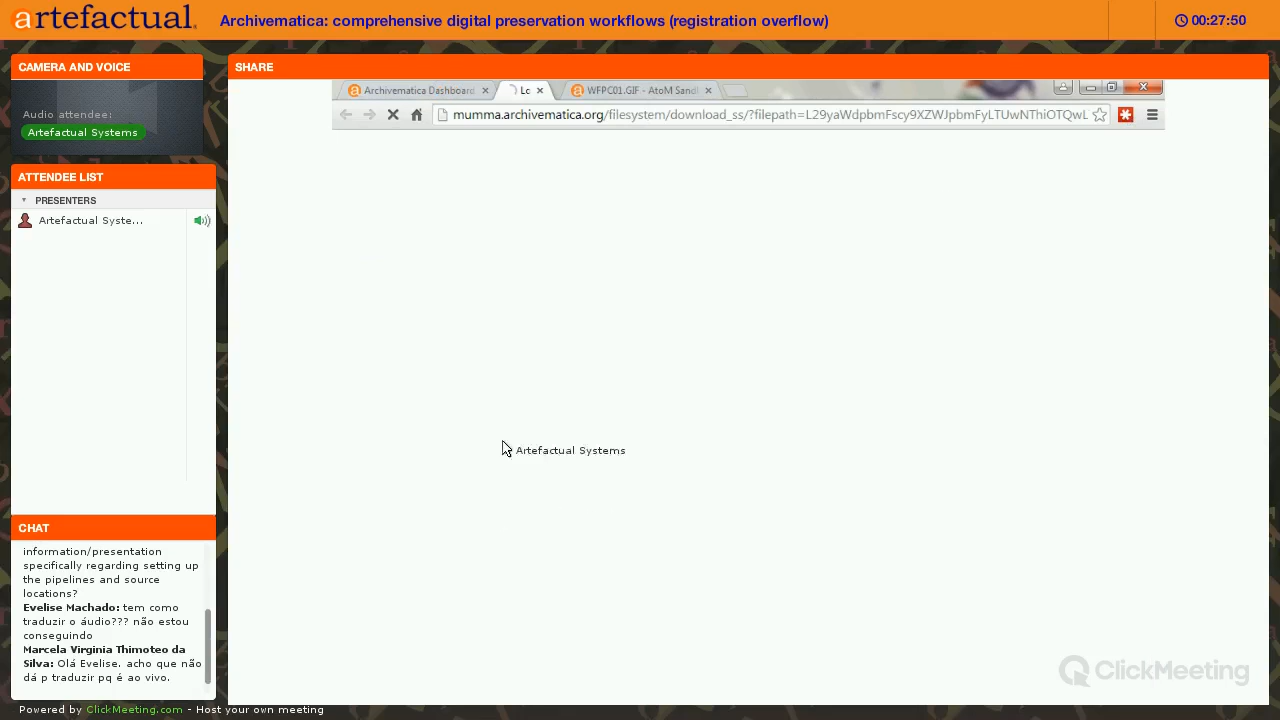 artefactual
Archivematica: comprehensive digital preservation workflows (registration overflow)
00:27:50
CAMERA AND VOICE
Audio attendee:
Artefactual Systems
ATTENDEE LIST
PRESENTERS
Artefactual Syste...
SHARE
Archivematica Dashboard
Lo
WFPC01.GIF - AtoM Sand
mumma.archivematica.org/filesystem/download_ss/?filepath=L29yaWdpbmFscy9XZWJpbmFyLTUwNThiOTQwL
Artefactual Systems
CHAT
information/presentation
specifically regarding setting up
the pipelines and source
locations?
Evelise Machado: tem como
traduzir o áudio??? não estou
conseguindo
Marcela Virginia Thimoteo da
Silva: Olá Evelise. acho que não
dá p traduzir pq é ao vivo.
ClickMeeting
Powered by ClickMeeting.com - Host your own meeting